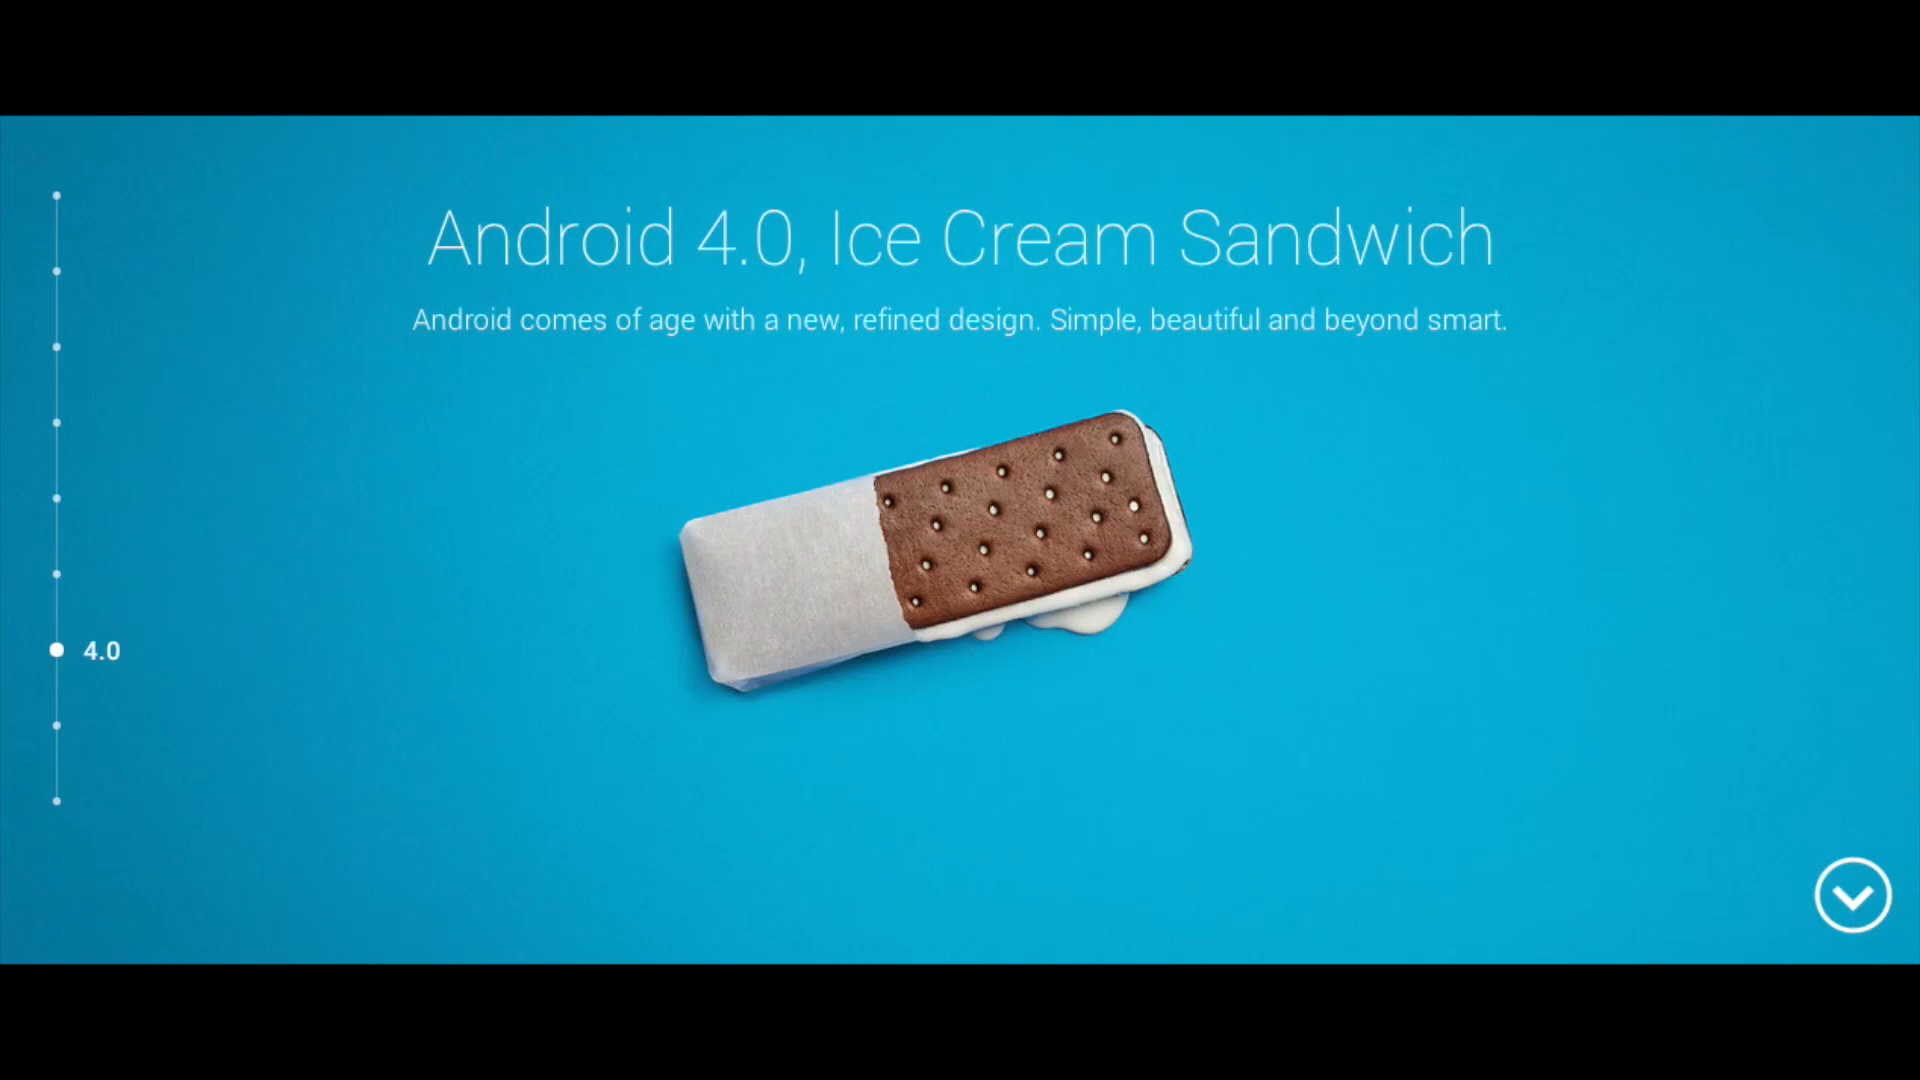 Android 4.0, Ice Cream Sandwich
Android comes of age with a new, refined design. Simple, beautiful and beyond smart.
4.0